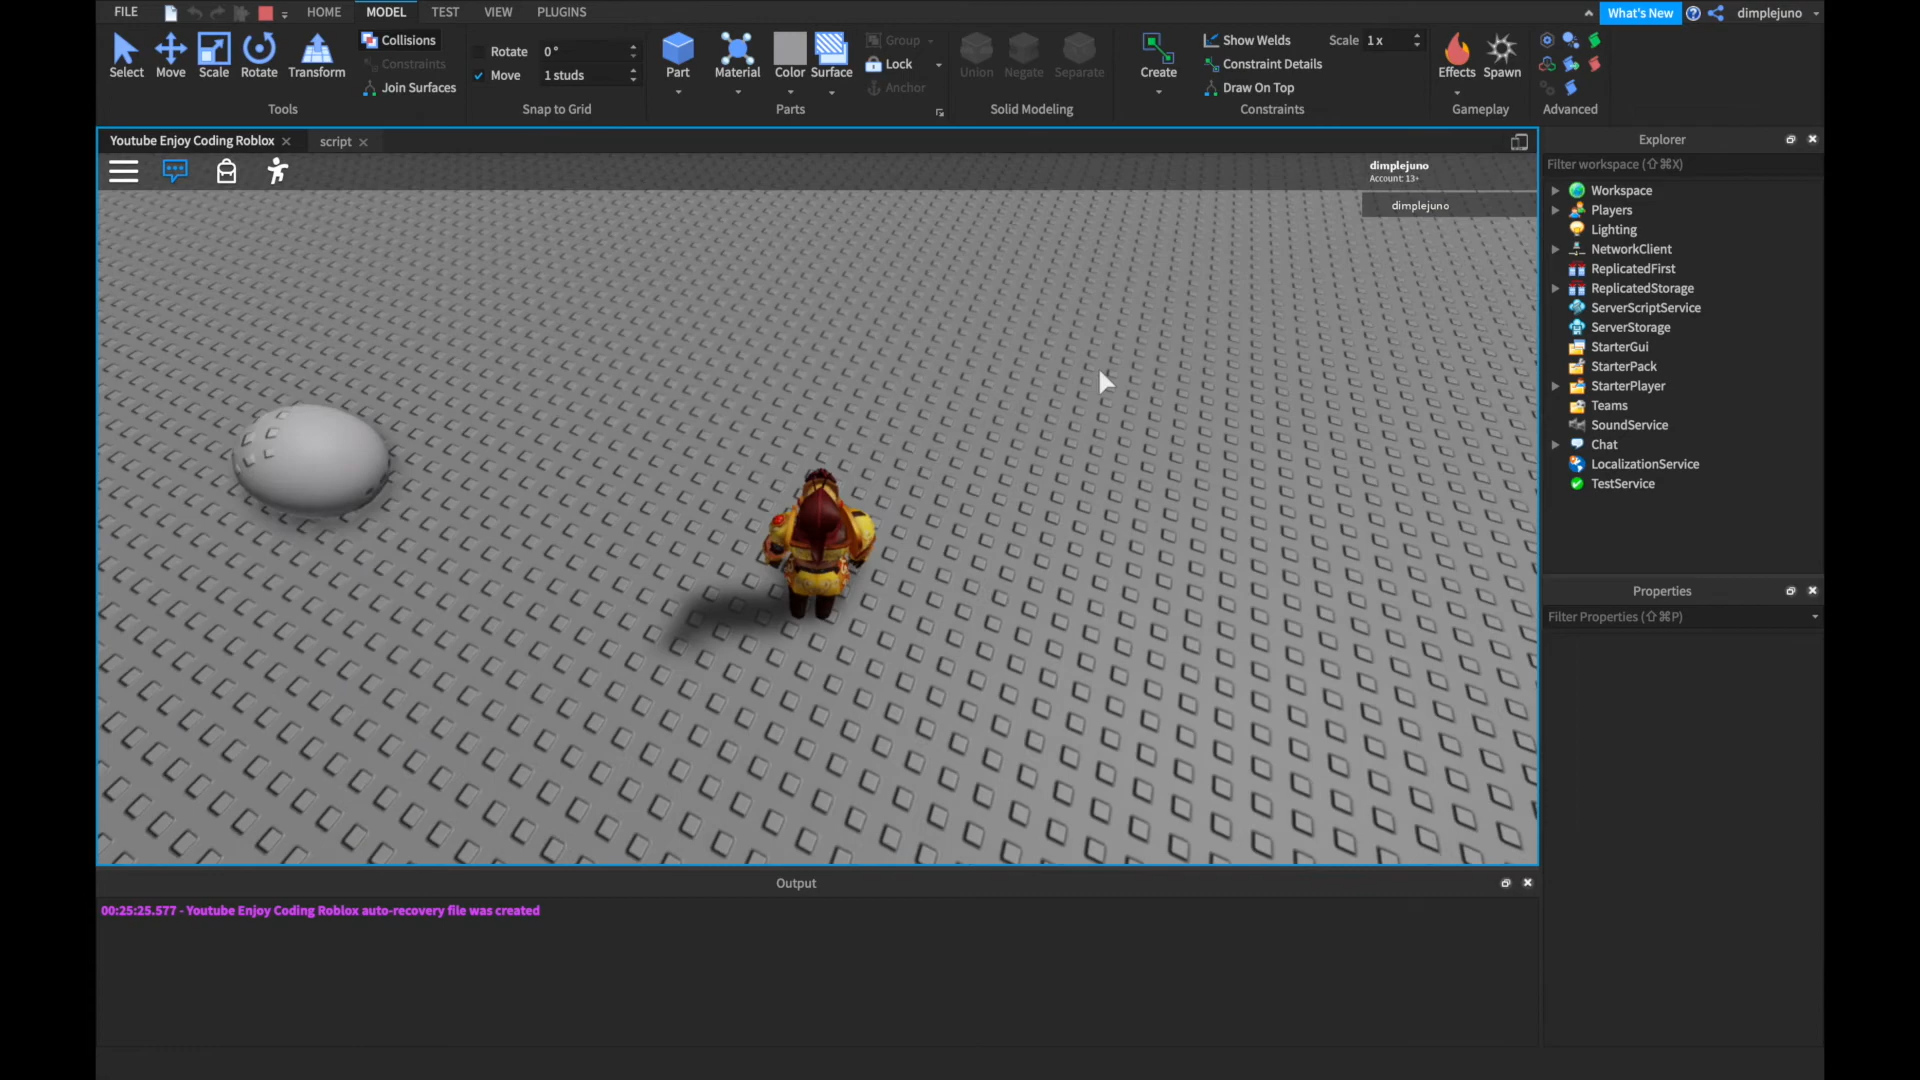 FILE HOME MODEL TEST VIEW PLUGINS What's New dimplejuno
Select Move Scale Rotate Transform
Collisions
Constraints
Join Surfaces
Tools
Rotate 0°
Move 1 studs
Snap to Grid
Part Material Color Surface
Group
Lock
Anchor
Parts
Union Negate Separate
Solid Modeling
Create
Show Welds Scale 1 x
Constraint Details
Draw On Top
Constraints
Effects Spawn
Gameplay
Advanced
Youtube Enjoy Coding Roblox script
dimplejuno
Account: 13+
dimplejuno
Explorer
Filter workspace (⇧⌘X)
Workspace
Players
Lighting
NetworkClient
ReplicatedFirst
ReplicatedStorage
ServerScriptService
ServerStorage
StarterGui
StarterPack
StarterPlayer
Teams
SoundService
Chat
LocalizationService
TestService
Properties
Filter Properties (⇧⌘P)
Output
00:25:25.577 - Youtube Enjoy Coding Roblox auto-recovery file was created